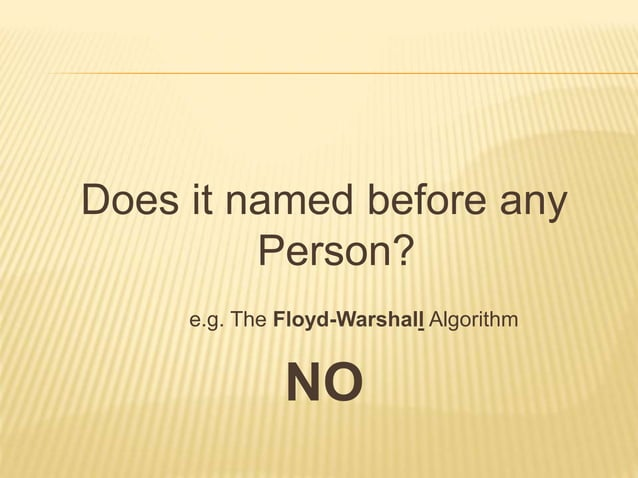 Does it named before any
Person?
e.g. The Floyd-Warshall Algorithm
NO